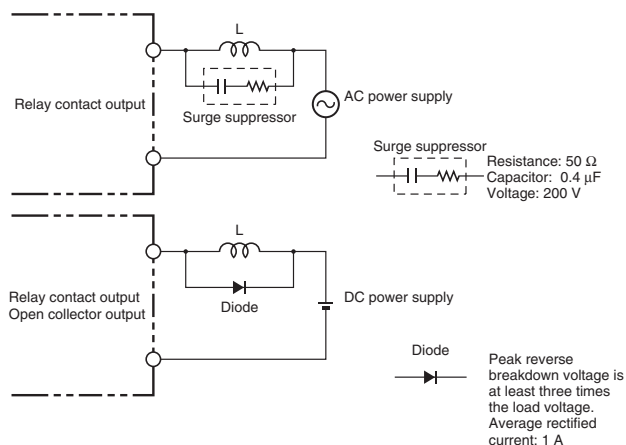 L
Relay contact output
AC power supply
Surge suppressor
Surge suppressor
Resistance: 50 Ω
Capacitor: 0.4 μF
Voltage: 200 V
L
Relay contact output
Open collector output
Diode
DC power supply
Diode
Peak reverse
breakdown voltage is
at least three times
the load voltage.
Average rectified
current: 1 A